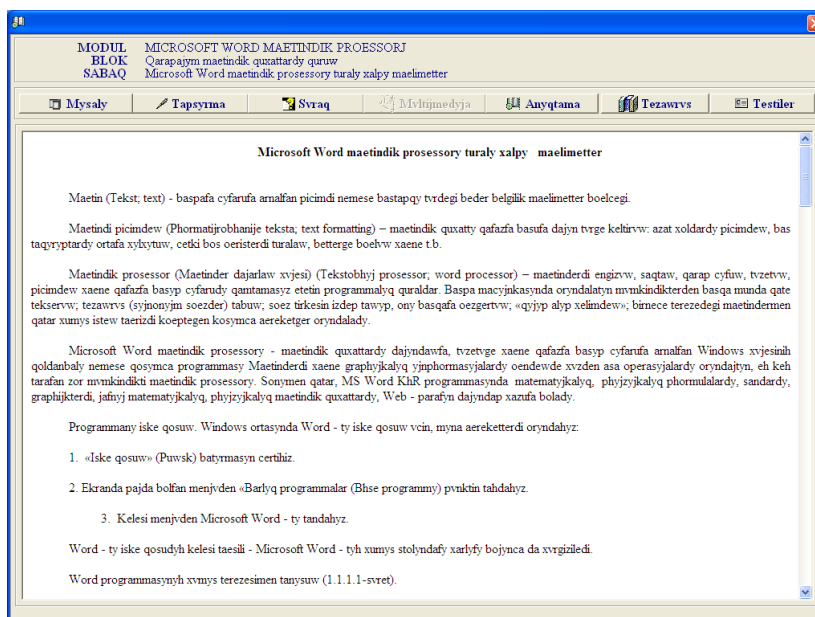 MODUL MICROSOFT WORD MAETINDIK PROESSORJ
BLOK Qarapajym maetindik quxattardy quruw
SABAQ Microsoft Word maetindik prosessory turaly xalpy maelimetter
Mysaly Tapsyrma Svraq Mvltijmedyja Anyqtama Tezawrvs Testiler
Microsoft Word maetindik prosessory turaly xalpy maelimetter
Maetin (Tekst; text) - baspafa cyfarufa arnalfan picimdi nemese bastapqy tvrdegi beder belgilik maelimetter boelcegi.
Maetindi picimdew (Phormatijrobhanije teksta; text formatting) – maetindik quxatty qafazfa basufa dajyn tvrge keltirvw: azat xoldardy picimdew, bas
taqyryptardy ortafa xylxytuw, cetki bos oeristerdi turalaw, betterge boelvw xaene t.b.
Maetindik prosessor (Maetinder dajarlaw xvjesi) (Tekstobhyj prosessor; word processor) – maetinderdi engizvw, saqtaw, qarap cyfuw, tvzetvw,
picimdew xaene qafazfa basyp cyfarudy qamtamasyz etetin programmalyq quraldar. Baspa macyjnkasynda oryndalatyn mvmkindikterden basqa munda qate
tekservw; tezawrvs (syjnonyjm soezder) tabuw; soez tirkesin izdep tawyp, ony basqafa oezgertvw; «qyjyp alyp xelimdew»; birnece terezedegi maetindermen
qatar xumys istew taerizdi koeptegen kosymca aereketger oryndalady.
Microsoft Word maetindik prosessory - maetindik quxattardy dajyndawfa, tvzetvge xaene qafazfa basyp cyfarufa arnalfan Windows xvjesinih
qoldanbaly nemese qosymca programmasy Maetinderdi xaene graphyjkalyq yjnphormasyjalardy oendewde xvzden asa operasyjalardy oryndajtyn, eh keh
tarafan zor mvmkindikti maetindik prosessory. Sonymen qatar, MS Word KhR programmasynda matematyjkalyq, phyjzyjkalyq phormulalardy, sandardy,
graphijkterdi, jafnyj matematyjkalyq, phyjzyjkalyq maetindik quxattardy, Web - parafyn dajyndap xazufa bolady.
Programmany iske qosuw. Windows ortasynda Word - ty iske qosuw vcin, myna aereketterdi oryndahyz:
1. «Iske qosuw» (Puwsk) batyrmasyn certihiz.
2. Ekranda pajda bolfan menjvden «Barlyq programmalar (Bhse programmy) pvnktin tahdahyz.
3. Kelesi menjvden Microsoft Word - ty tandahyz.
Word - ty iske qosudyh kelesi taesili - Microsoft Word - tyh xumys stolyndafy xarlyfy bojynca da xvrgiziledi.
Word programmasynyh xvmys terezesimen tanysuw (1.1.1.1-svret).